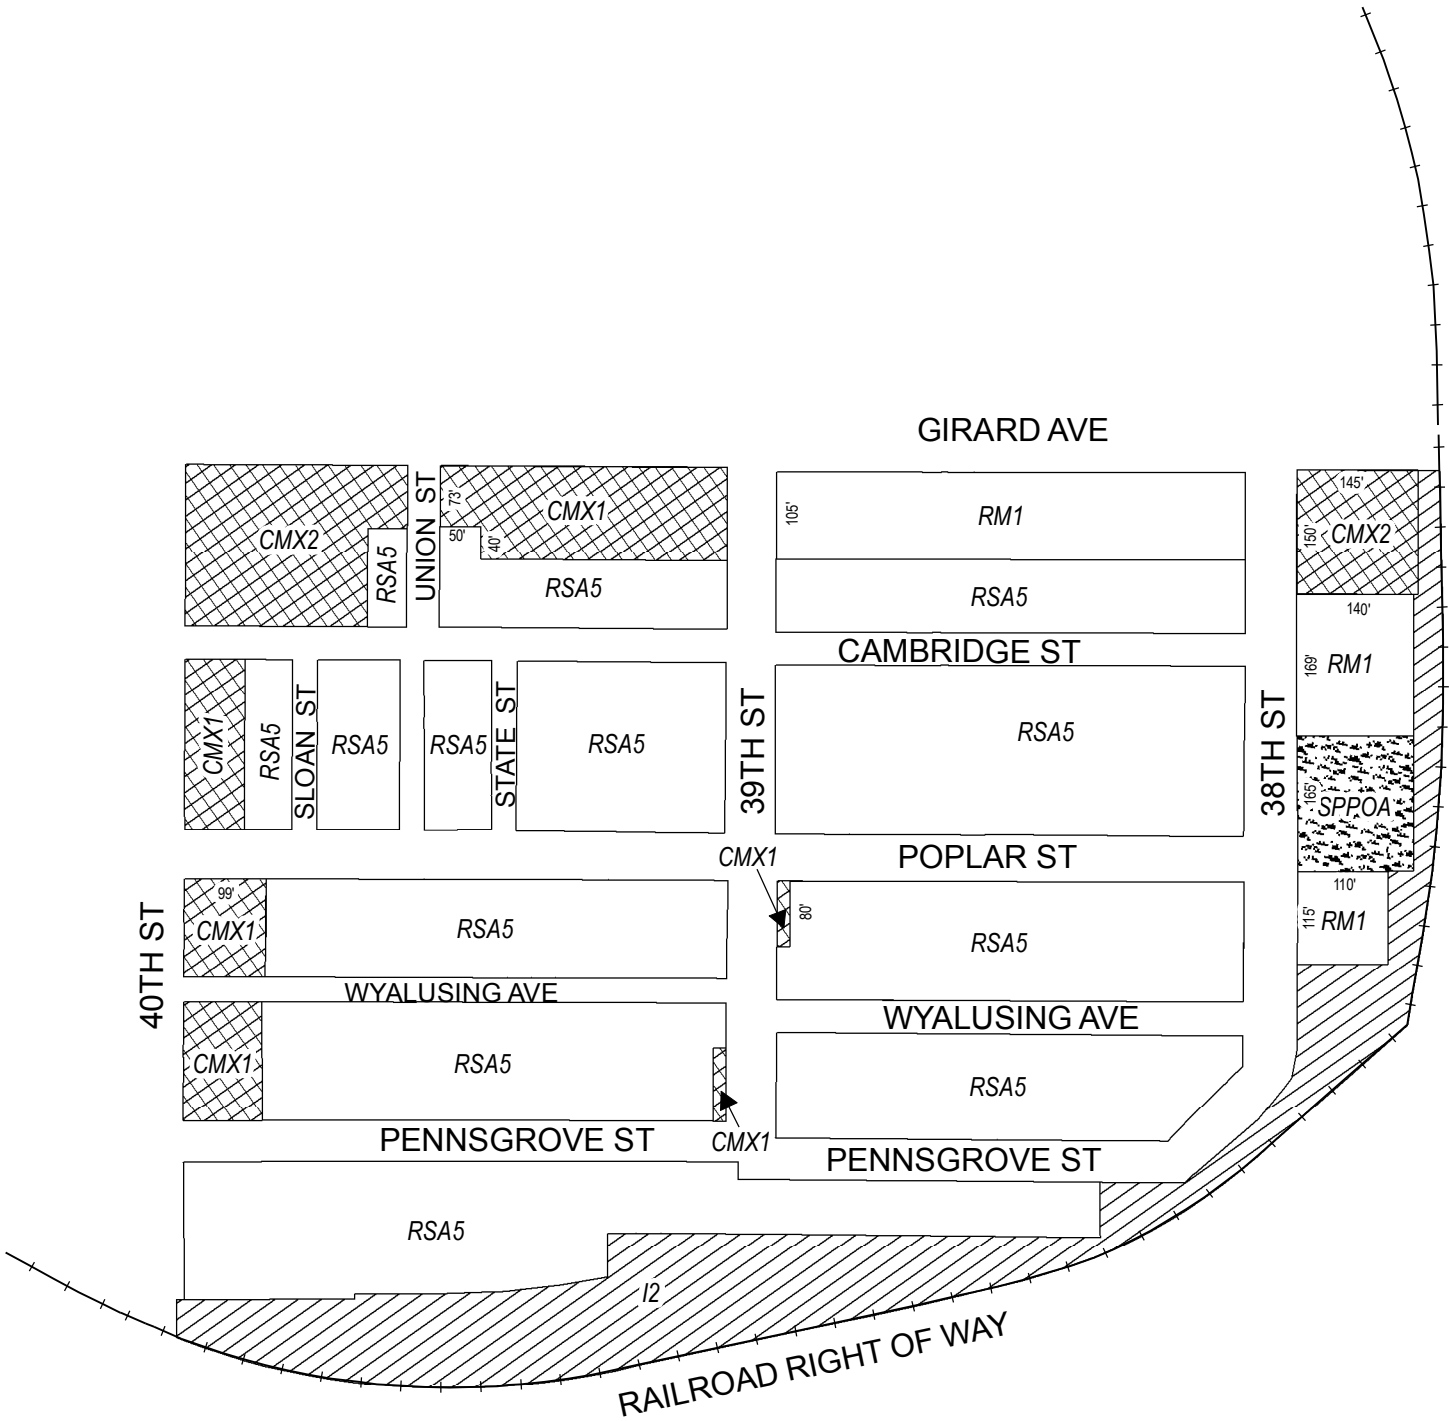 GIRARD AVE
CMX2
RSA5
UNION ST
73'
50'
40'
CMX1
RSA5
105'
RM1
RSA5
145'
150'
CMX2
140'
169'
RM1
CAMBRIDGE ST
CMX1
RSA5
SLOAN ST
RSA5
RSA5
STATE ST
RSA5
39TH ST
RSA5
38TH ST
165'
SPPOA
CMX1
POPLAR ST
40TH ST
99'
CMX1
RSA5
80'
RSA5
110'
115'
RM1
WYALUSING AVE
WYALUSING AVE
CMX1
RSA5
CMX1
RSA5
PENNSGROVE ST
PENNSGROVE ST
RSA5
I2
RAILROAD RIGHT OF WAY